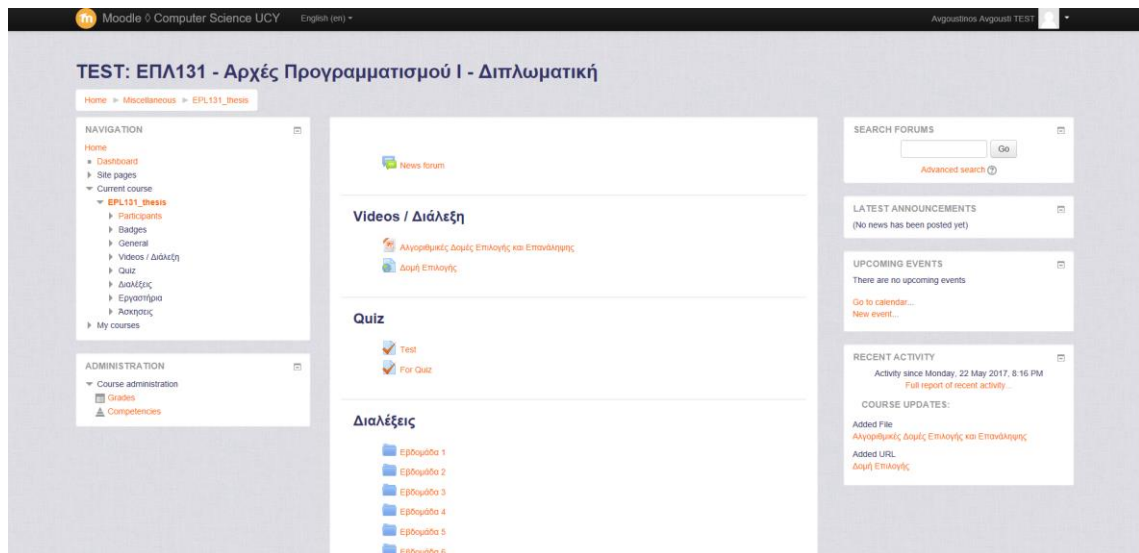 Moodle ◊ Computer Science UCY
English (en)
Avgoustinos Avgousti TEST
TEST: ΕΠΛ131 - Αρχές Προγραμματισμού Ι - Διπλωματική
Home ► Miscellaneous ► EPL131_thesis
NAVIGATION
Home
Dashboard
Site pages
Current course
EPL131_thesis
Participants
Badges
General
Videos / Διάλεξη
Quiz
Διαλέξεις
Εργαστήρια
Άσκησεις
My courses
ADMINISTRATION
Course administration
Grades
Competencies
News forum
Videos / Διάλεξη
Αλγοριθμικές Δομές Επιλογής και Επανάληψης
Δομή Επιλογής
Quiz
Test
For Quiz
Διαλέξεις
Εβδομάδα 1
Εβδομάδα 2
Εβδομάδα 3
Εβδομάδα 4
Εβδομάδα 5
Εβδομάδα 6
SEARCH FORUMS
Go
Advanced search
LATEST ANNOUNCEMENTS
(No news has been posted yet)
UPCOMING EVENTS
There are no upcoming events
Go to calendar...
New event...
RECENT ACTIVITY
Activity since Monday, 22 May 2017, 8:16 PM
Full report of recent activity...
COURSE UPDATES:
Added File
Αλγοριθμικές Δομές Επιλογής και Επανάληψης
Added URL
Δομή Επιλογής